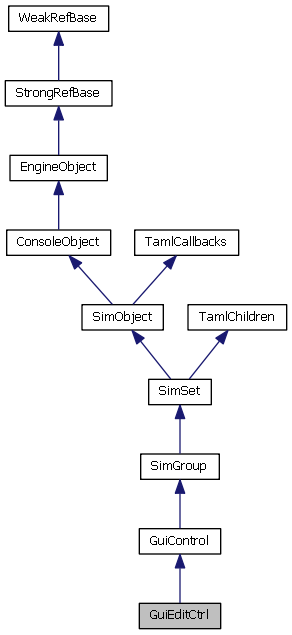 WeakRefBase
StrongRefBase
EngineObject
ConsoleObject
TamlCallbacks
SimObject
TamlChildren
SimSet
SimGroup
GuiControl
GuiEditCtrl